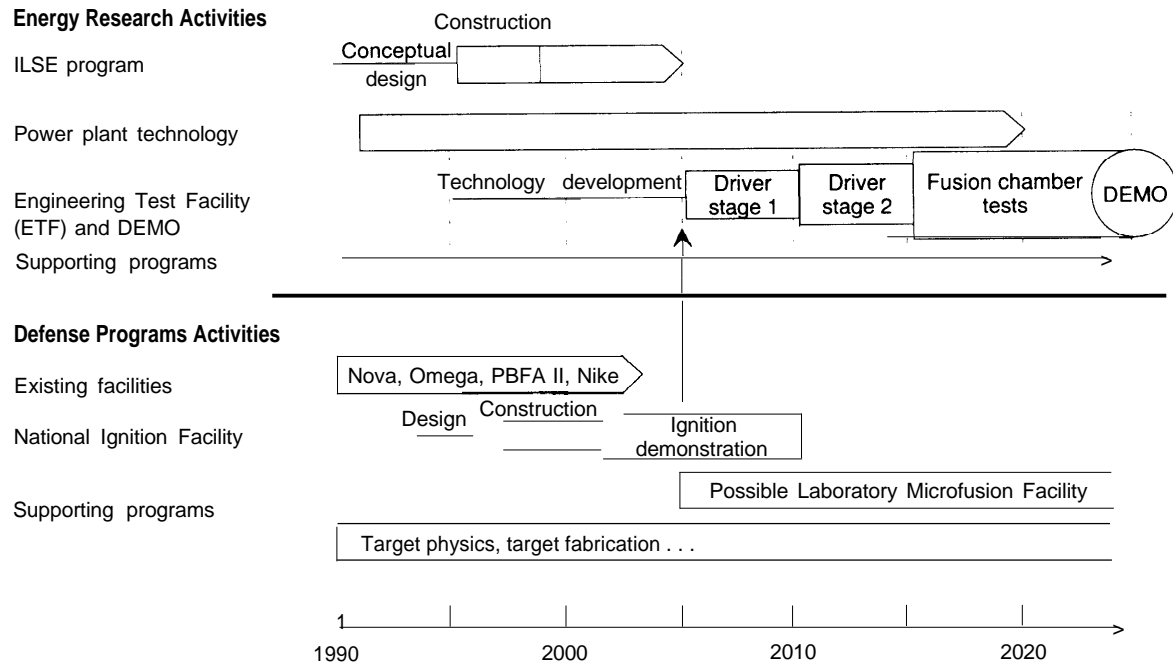 Energy Research Activities
Construction
ILSE program
Conceptual
design
Power plant technology
Technology development
Driver
stage 1
Driver
stage 2
Fusion chamber
tests
DEMO
Engineering Test Facility
(ETF) and DEMO
Supporting programs
Defense Programs Activities
Existing facilities
Nova, Omega, PBFA II, Nike
National Ignition Facility
Design
Construction
Ignition
demonstration
Possible Laboratory Microfusion Facility
Supporting programs
Target physics, target fabrication . . .
1
1990
2000
2010
2020